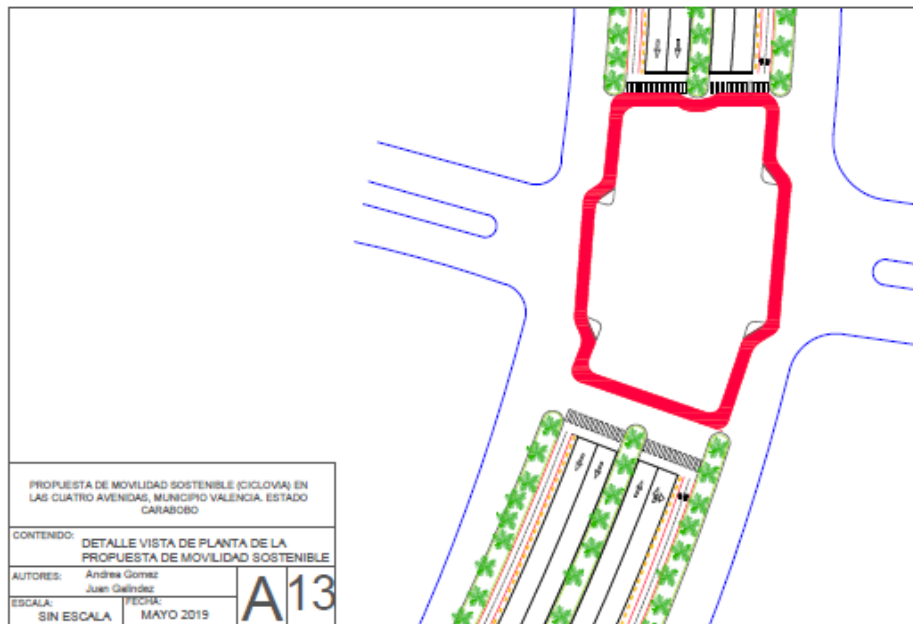 PROPUESTA DE MOVILIDAD SOSTENIBLE (CICLOVIA) EN
LAS CUATRO AVENIDAS, MUNICIPIO VALENCIA. ESTADO
CARABOBO
CONTENIDO: DETALLE VISTA DE PLANTA DE LA
PROPUESTA DE MOVILIDAD SOSTENIBLE
AUTORES: Andrea Gomez
Juan Galindez
ESCALA: SIN ESCALA
FECHA: MAYO 2019
A 13